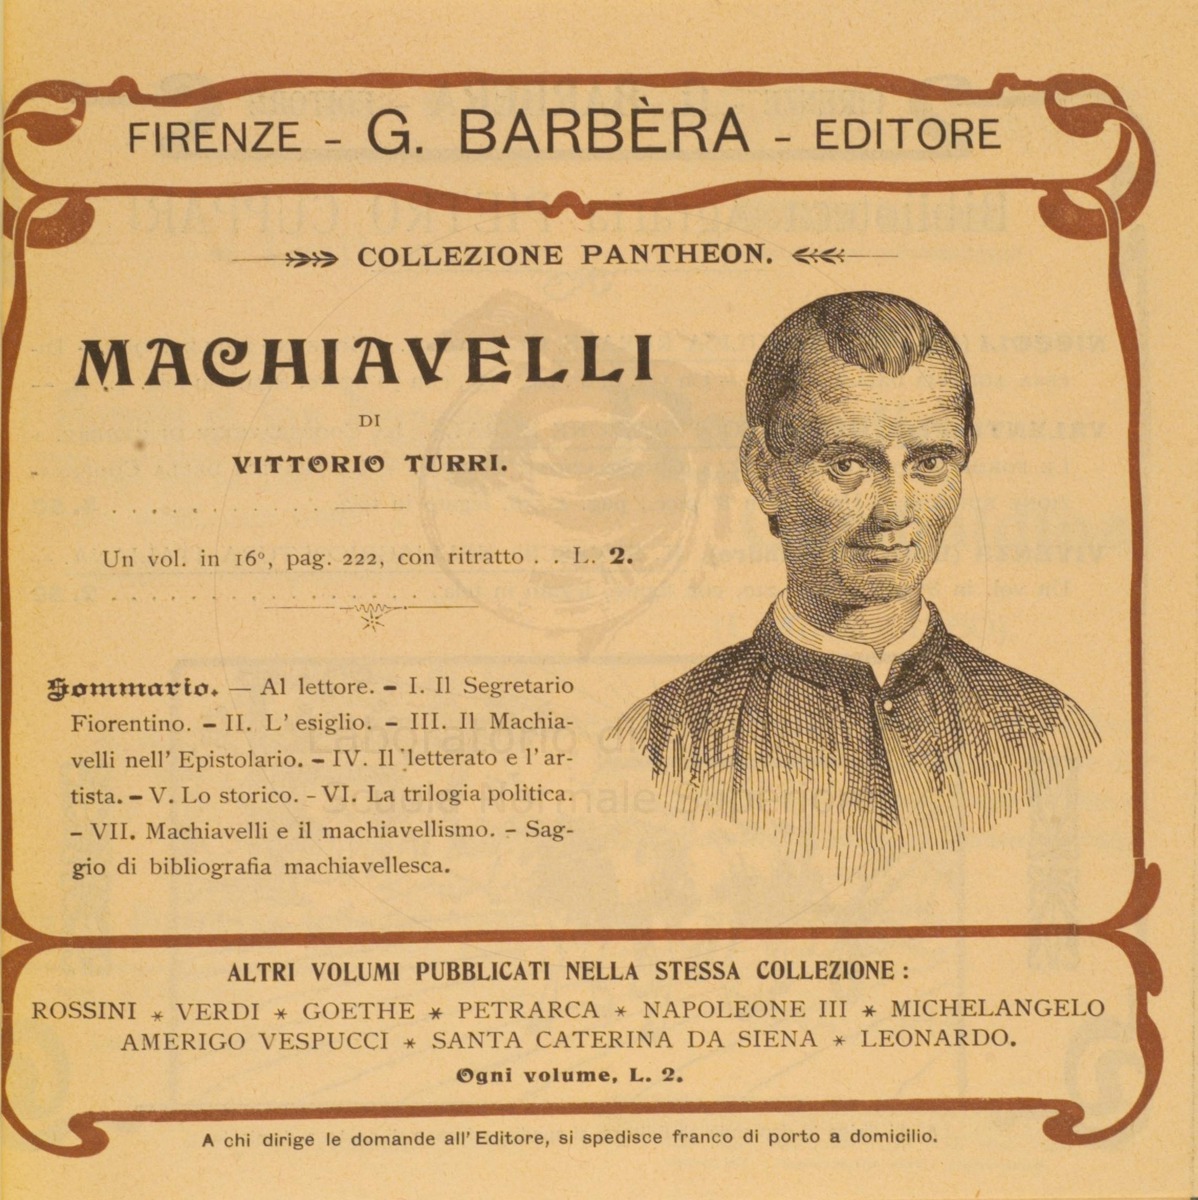 FIRENZE - G. BARBÈRA - EDITORE
COLLEZIONE PANTHEON.
MACHIAVELLI
DI
VITTORIO TURRI.
Un vol. in 16°, pag. 222, con ritratto . . L. 2.
Sommario. — Al lettore. – I. Il Segretario
Fiorentino. – II. L' esiglio. – III. Il Machia-
velli nell' Epistolario. – IV. Il letterato e l' ar-
tista. – V. Lo storico. - VI. La trilogia politica.
– VII. Machiavelli e il machiavellismo. – Sag-
gio di bibliografia machiavellesca.
ALTRI VOLUMI PUBBLICATI NELLA STESSA COLLEZIONE :
ROSSINI * VERDI * GOETHE * PETRARCA * NAPOLEONE III * MICHELANGELO
AMERIGO VESPUCCI * SANTA CATERINA DA SIENA * LEONARDO.
Ogni volume, L. 2.
A chi dirige le domande all' Editore, si spedisce franco di porto a domicilio.